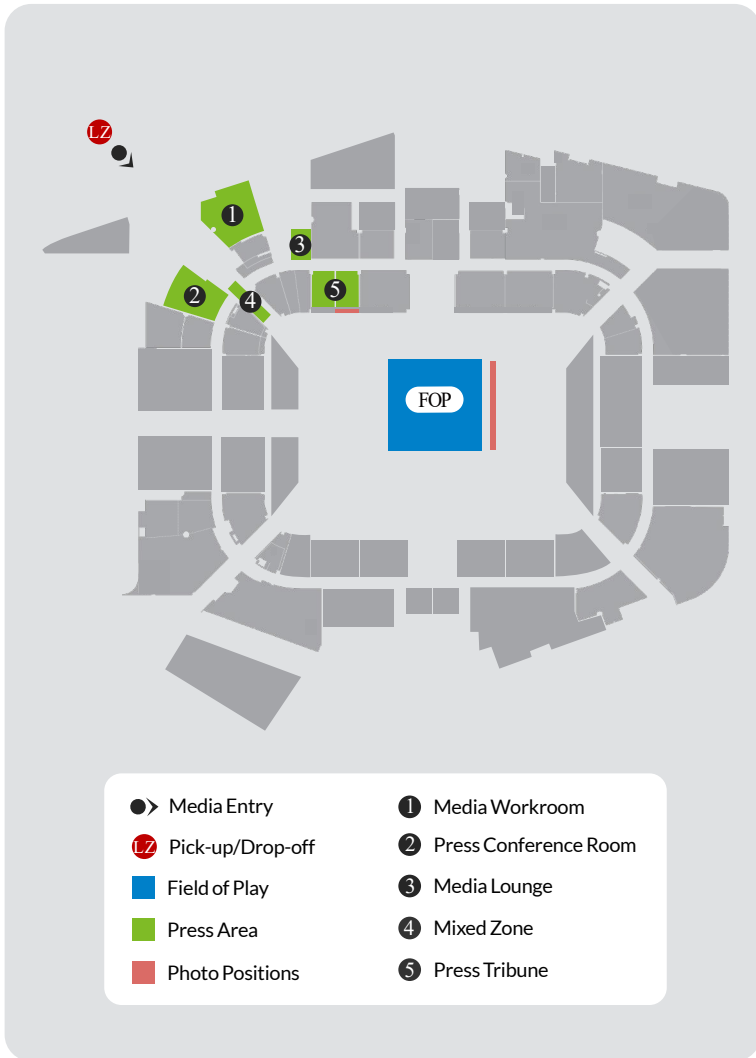 LZ
1
3
2
4
5
FOP
Media Entry
LZ Pick-up/Drop-off
Field of Play
Press Area
Photo Positions
1 Media Workroom
2 Press Conference Room
3 Media Lounge
4 Mixed Zone
5 Press Tribune